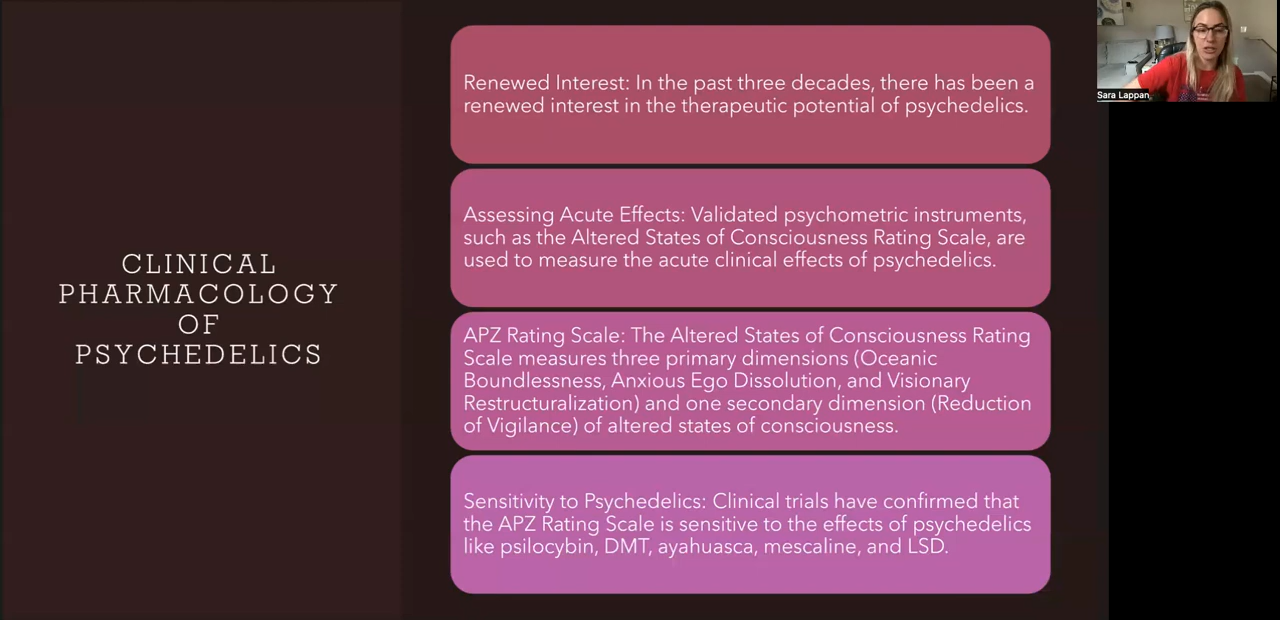 CLINICAL
PHARMACOLOGY
OF
PSYCHEDELICS
Renewed Interest: In the past three decades, there has been a
renewed interest in the therapeutic potential of psychedelics.
Assessing Acute Effects: Validated psychometric instruments,
such as the Altered States of Consciousness Rating Scale, are
used to measure the acute clinical effects of psychedelics.
APZ Rating Scale: The Altered States of Consciousness Rating
Scale measures three primary dimensions (Oceanic
Boundlessness, Anxious Ego Dissolution, and Visionary
Restructuralization) and one secondary dimension (Reduction
of Vigilance) of altered states of consciousness.
Sensitivity to Psychedelics: Clinical trials have confirmed that
the APZ Rating Scale is sensitive to the effects of psychedelics
like psilocybin, DMT, ayahuasca, mescaline, and LSD.
Sara Lappan